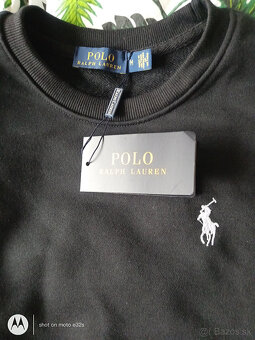 POLO
RALPH LAUREN
M
POLO
RALPH LAUREN
shot on moto e32s
Bazos.sk